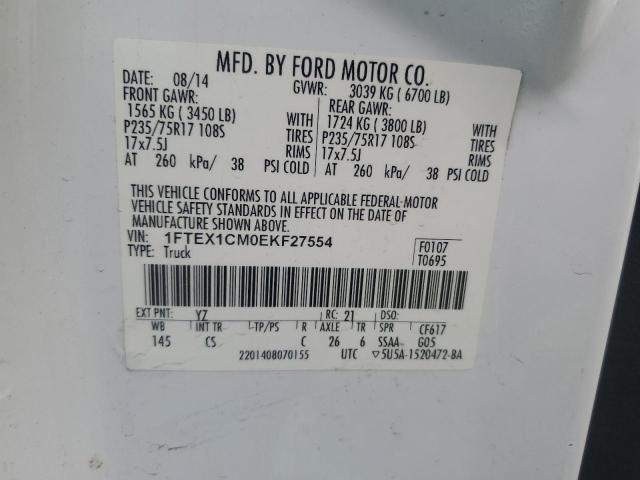 MFD. BY FORD MOTOR CO.
DATE: 08/14 GVWR: 3039 KG ( 6700 LB)
FRONT GAWR: REAR GAWR:
1565 KG ( 3450 LB) WITH 1724 KG ( 3800 LB) WITH
P235/75R17 108S TIRES P235/75R17 108S TIRES
17x7.5J RIMS 17x7.5J RIMS
AT 260 kPa/ 38 PSI COLD AT 260 kPa/ 38 PSI COLD
THIS VEHICLE CONFORMS TO ALL APPLICABLE FEDERAL MOTOR
VEHICLE SAFETY STANDARDS IN EFFECT ON THE DATE OF
MANUFACTURE SHOWN ABOVE.
VIN: 1FTEX1CM0EKF27554 F0107
TYPE: Truck T0695
EXT PNT: YZ RC: 21 DSO:
WB INT TR TP/PS R AXLE TR SPR CF617
145 CS C 26 6 SSAA G05
2201408070155 UTC ▽5U5A-1520472-BA